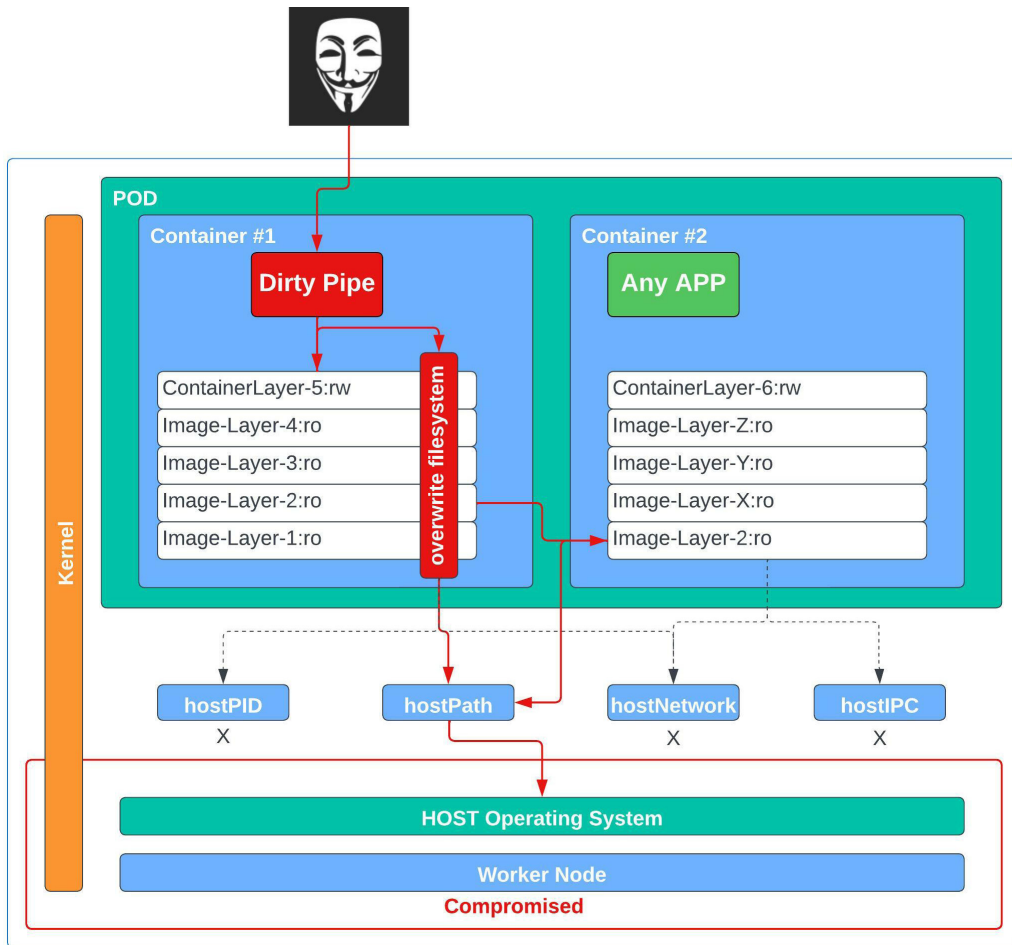 POD
Container #1
Container #2
Dirty Pipe
Any APP
ContainerLayer-5:rw
Image-Layer-4:ro
Image-Layer-3:ro
Image-Layer-2:ro
Image-Layer-1:ro
overwrite filesystem
ContainerLayer-6:rw
Image-Layer-Z:ro
Image-Layer-Y:ro
Image-Layer-X:ro
Image-Layer-2:ro
Kernel
hostPID
hostPath
hostNetwork
hostIPC
X
X
X
HOST Operating System
Worker Node
Compromised